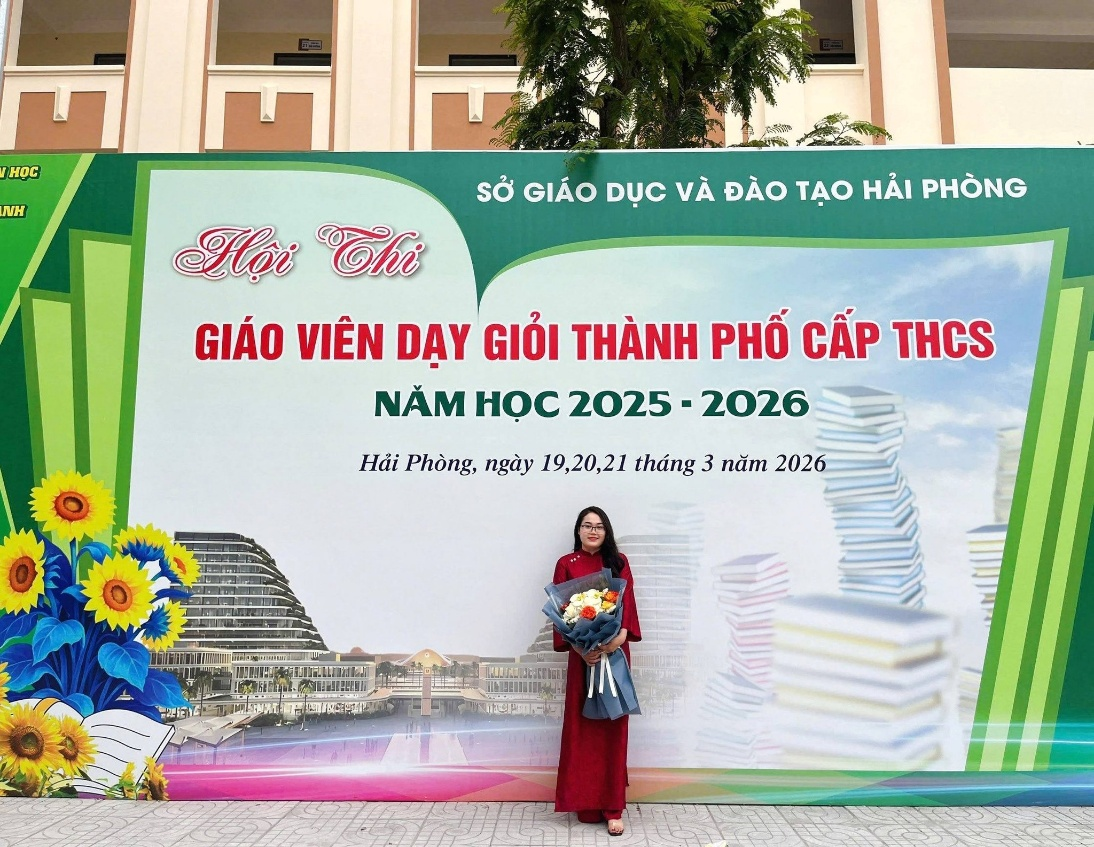 SỞ GIÁO DỤC VÀ ĐÀO TẠO HẢI PHÒNG
Hội Thi
GIÁO VIÊN DẠY GIỎI THÀNH PHỐ CẤP THCS
NĂM HỌC 2025 - 2026
Hải Phòng, ngày 19,20,21 tháng 3 năm 2026
HỌC